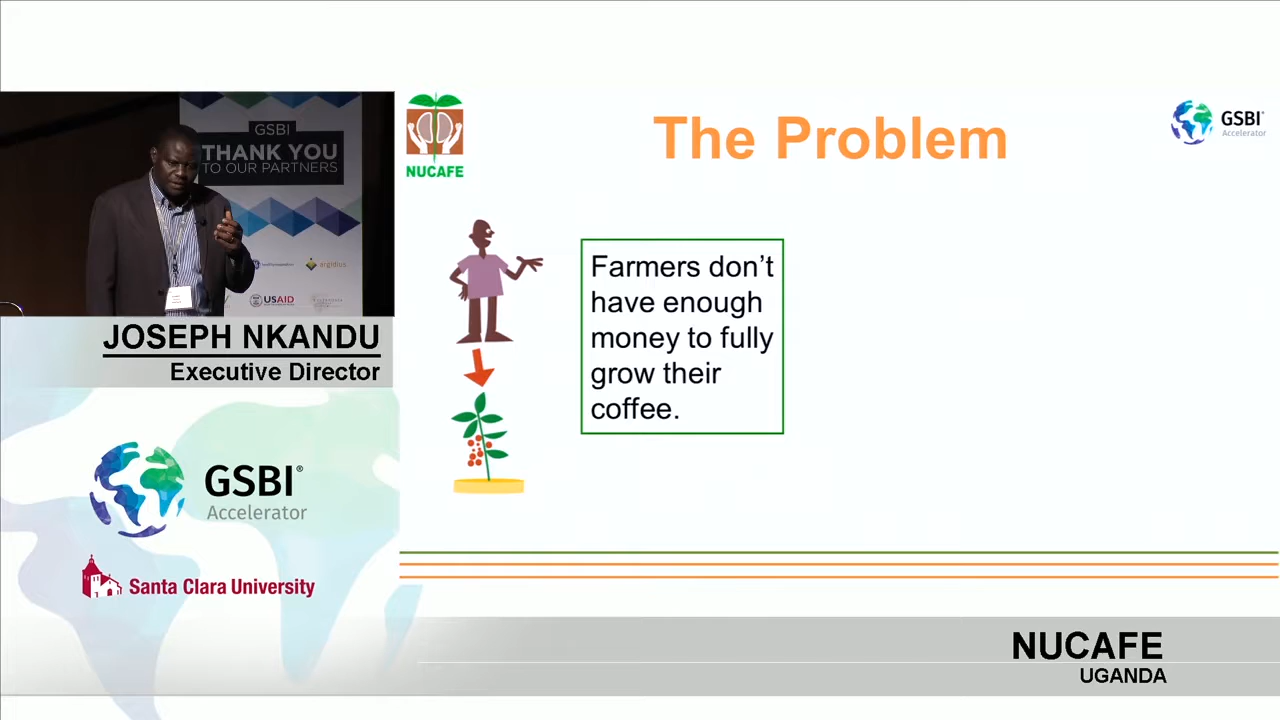 GSBI
THANK YOU
TO OUR PARTNERS
argidius
USAID
JOSEPH NKANDU
Executive Director
GSBI®
Accelerator
Santa Clara University
NUCAFE
The Problem
GSBI®
Accelerator
Farmers don't
have enough
money to fully
grow their
coffee.
NUCAFE
UGANDA